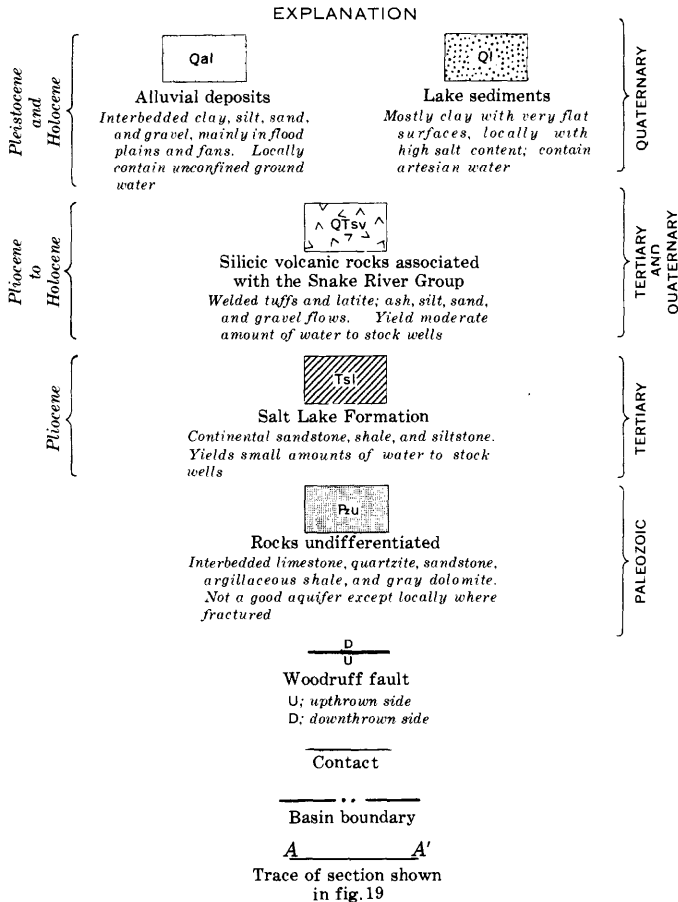 EXPLANATION
Qal
Alluvial deposits
Interbedded clay, silt, sand,
and gravel, mainly in flood
plains and fans. Locally
contain unconfined ground
water
Ql
Lake sediments
Mostly clay with very flat
surfaces, locally with
high salt content; contain
artesian water
Pleistocene
and
Holocene
QUATERNARY
QTsv
Silicic volcanic rocks associated
with the Snake River Group
Welded tuffs and latite; ash, silt, sand,
and gravel flows. Yield moderate
amount of water to stock wells
Pliocene
to
Holocene
TERTIARY
AND
QUATERNARY
Tsl
Salt Lake Formation
Continental sandstone, shale, and siltstone.
Yields small amounts of water to stock
wells
Pliocene
TERTIARY
Pzu
Rocks undifferentiated
Interbedded limestone, quartzite, sandstone,
argillaceous shale, and gray dolomite.
Not a good aquifer except locally where
fractured
PALEOZOIC
D
U
Woodruff fault
U; upthrown side
D; downthrown side
Contact
Basin boundary
A A'
Trace of section shown
in fig. 19